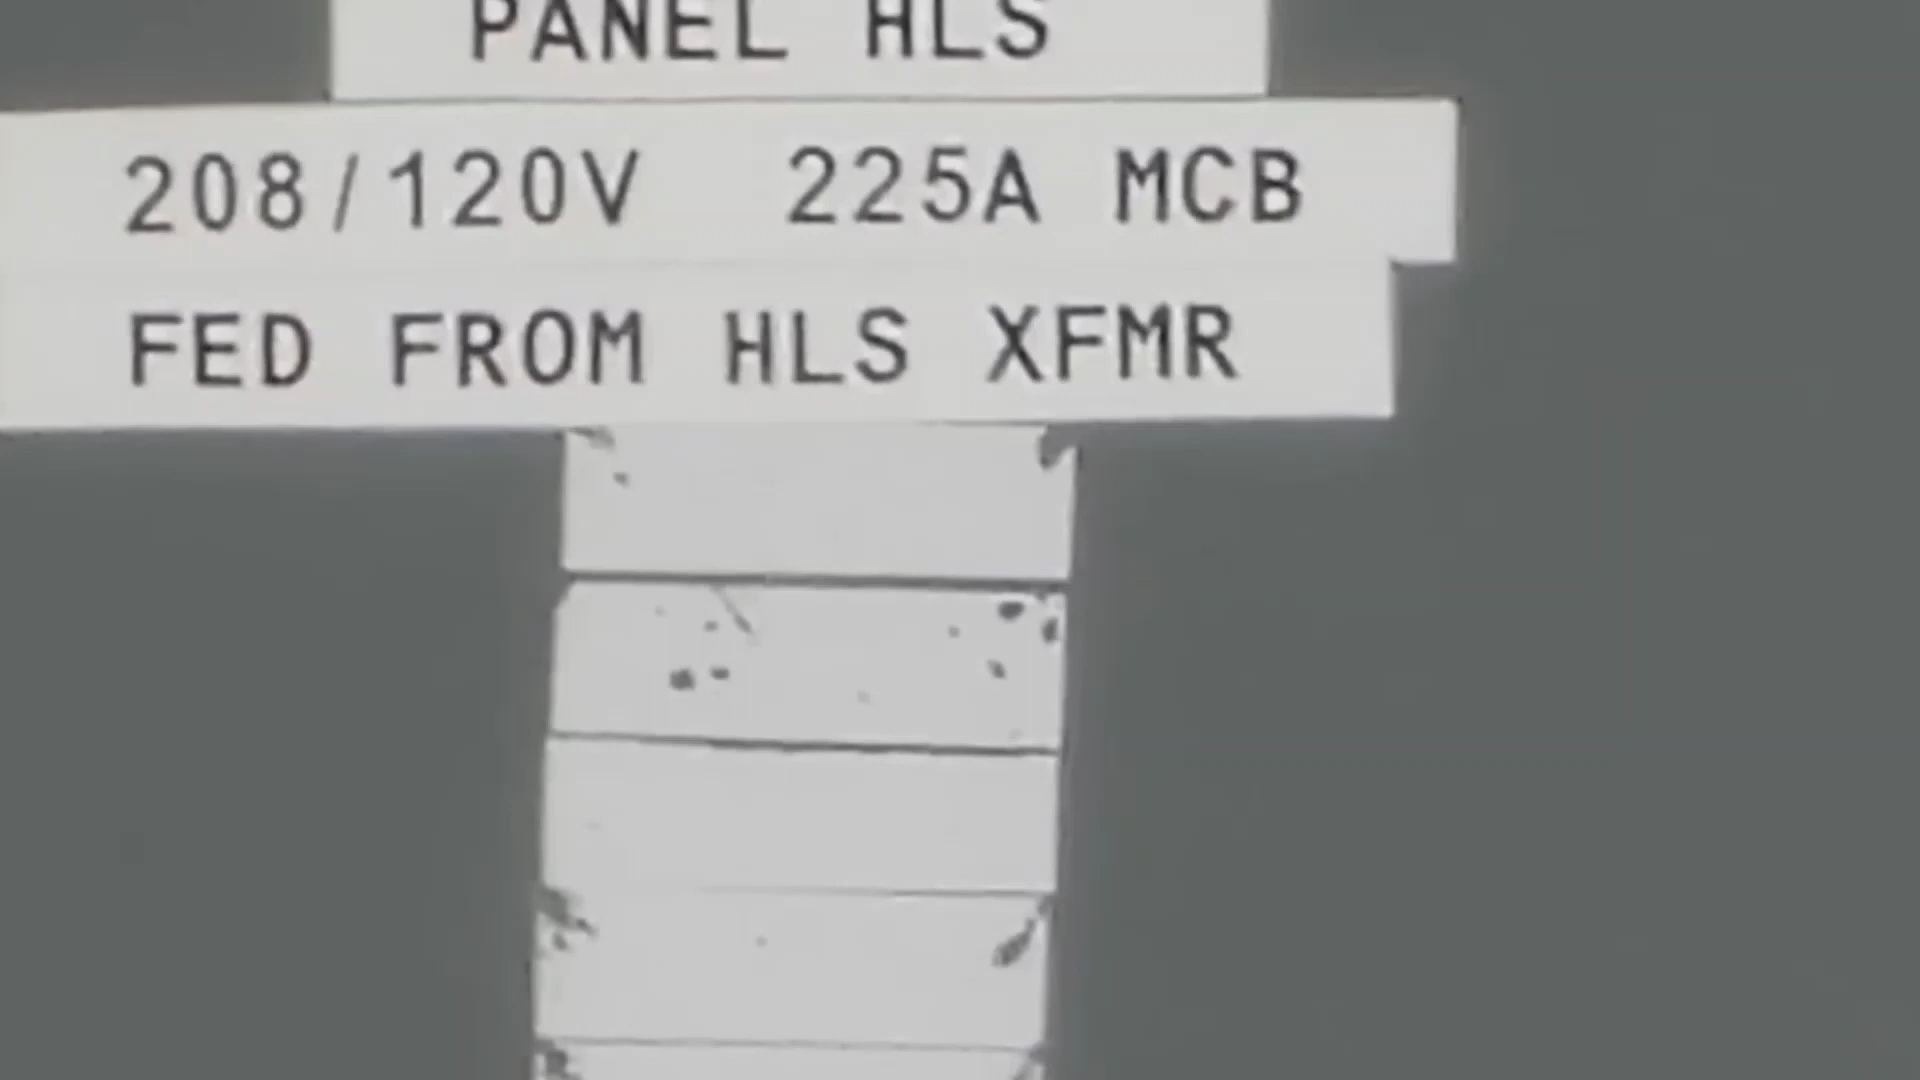 PANEL HLS
208/120V 225A MCB
FED FROM HLS XFMR